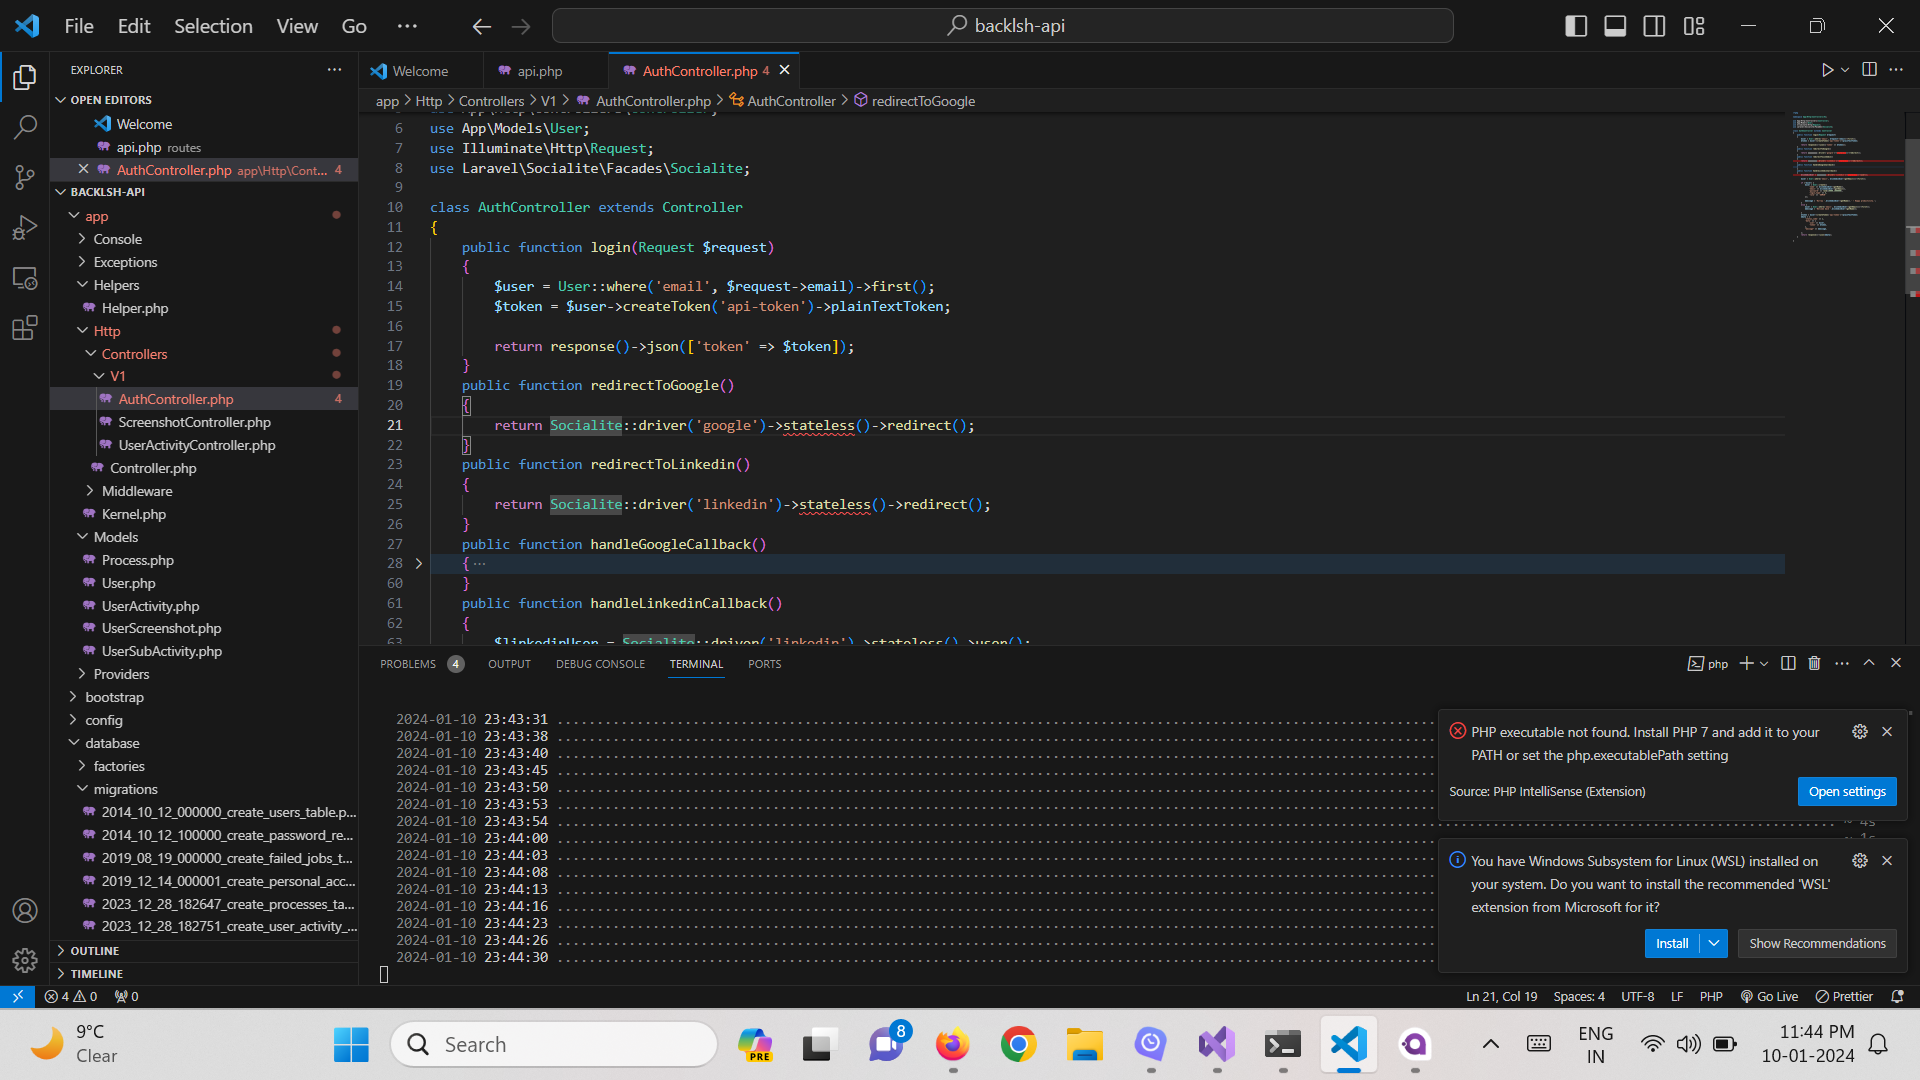 File Edit Selection View Go
backlsh-api
EXPLORER
OPEN EDITORS
Welcome
api.php routes
AuthController.php app\Http\Cont... 4
BACKLSH-API
app
Console
Exceptions
Helpers
Helper.php
Http
Controllers
V1
AuthController.php 4
ScreenshotController.php
UserActivityController.php
Controller.php
Middleware
Kernel.php
Models
Process.php
User.php
UserActivity.php
UserScreenshot.php
UserSubActivity.php
Providers
bootstrap
config
database
factories
migrations
2014_10_12_000000_create_users_table.p...
2014_10_12_100000_create_password_re...
2019_08_19_000000_create_failed_jobs_t...
2019_12_14_000001_create_personal_acc...
2023_12_28_182647_create_processes_ta...
2023_12_28_182751_create_user_activity_...
OUTLINE
TIMELINE
Welcome api.php AuthController.php 4
app > Http > Controllers > V1 > AuthController.php > AuthController > redirectToGoogle
6 use App\Models\User;
7 use Illuminate\Http\Request;
8 use Laravel\Socialite\Facades\Socialite;
9
10 class AuthController extends Controller
11 {
12 public function login(Request $request)
13 {
14 $user = User::where('email', $request->email)->first();
15 $token = $user->createToken('api-token')->plainTextToken;
16
17 return response()->json(['token' => $token]);
18 }
19 public function redirectToGoogle()
20 {
21 return Socialite::driver('google')->stateless()->redirect();
22 }
23 public function redirectToLinkedin()
24 {
25 return Socialite::driver('linkedin')->stateless()->redirect();
26 }
27 public function handleGoogleCallback()
28 { ...
60 }
61 public function handleLinkedinCallback()
62 {
63 $linkedinUser = Socialite::driver('linkedin')->stateless()->user();
PROBLEMS 4 OUTPUT DEBUG CONSOLE TERMINAL PORTS
php
2024-01-10 23:43:31
2024-01-10 23:43:38
2024-01-10 23:43:40
2024-01-10 23:43:45
2024-01-10 23:43:50
2024-01-10 23:43:53
2024-01-10 23:43:54
2024-01-10 23:44:00
2024-01-10 23:44:03
2024-01-10 23:44:08
2024-01-10 23:44:13
2024-01-10 23:44:16
2024-01-10 23:44:23
2024-01-10 23:44:26
2024-01-10 23:44:30
PHP executable not found. Install PHP 7 and add it to your
PATH or set the php.executablePath setting
Source: PHP IntelliSense (Extension)
Open settings
You have Windows Subsystem for Linux (WSL) installed on
your system. Do you want to install the recommended 'WSL'
extension from Microsoft for it?
Install Show Recommendations
4 0 0
Ln 21, Col 19 Spaces: 4 UTF-8 LF PHP Go Live Prettier
9°C
Clear
Search
PRE
8
ENG
IN
11:44 PM
10-01-2024